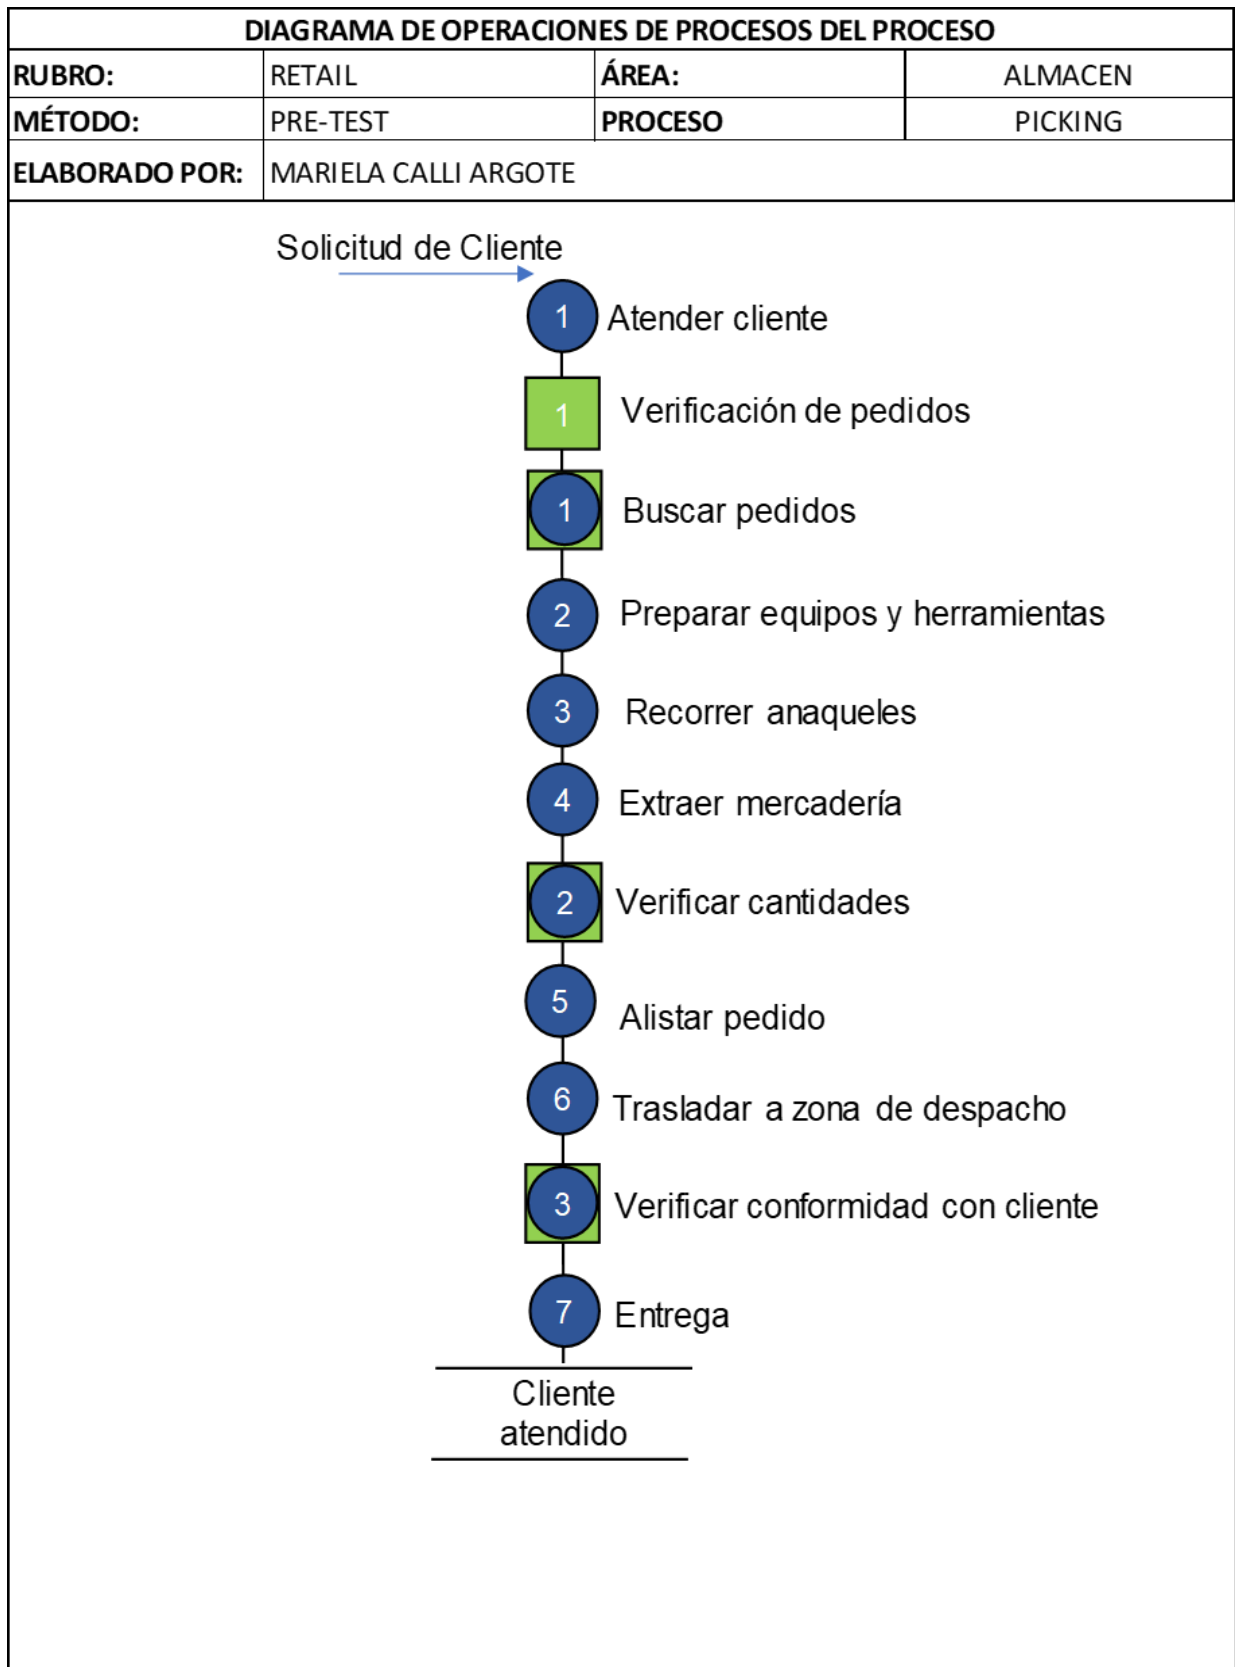 DIAGRAMA DE OPERACIONES DE PROCESOS DEL PROCESO
RUBRO: RETAIL ÁREA: ALMACEN
MÉTODO: PRE-TEST PROCESO PICKING
ELABORADO POR: MARIELA CALLI ARGOTE
Solicitud de Cliente
1 Atender cliente
1 Verificación de pedidos
1 Buscar pedidos
2 Preparar equipos y herramientas
3 Recorrer anaqueles
4 Extraer mercadería
2 Verificar cantidades
5 Alistar pedido
6 Trasladar a zona de despacho
3 Verificar conformidad con cliente
7 Entrega
Cliente
atendido